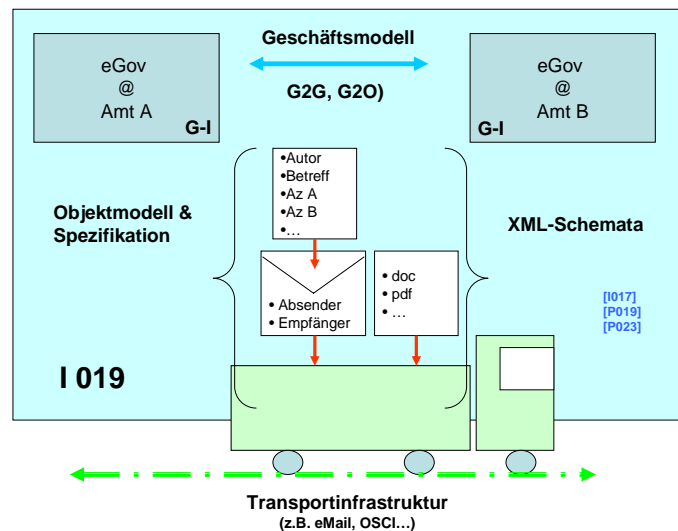 Geschäftsmodell
G2G, G2O)
eGov
@
Amt A
G-I
eGov
@
Amt B
G-I
•Autor
•Betreff
•Az A
•Az B
•…
Objektmodell &
Spezifikation
XML-Schemata
• Absender
• Empfänger
• doc
• pdf
• …
[I017]
[P019]
[P023]
I 019
Transportinfrastruktur
(z.B. eMail, OSCI…)